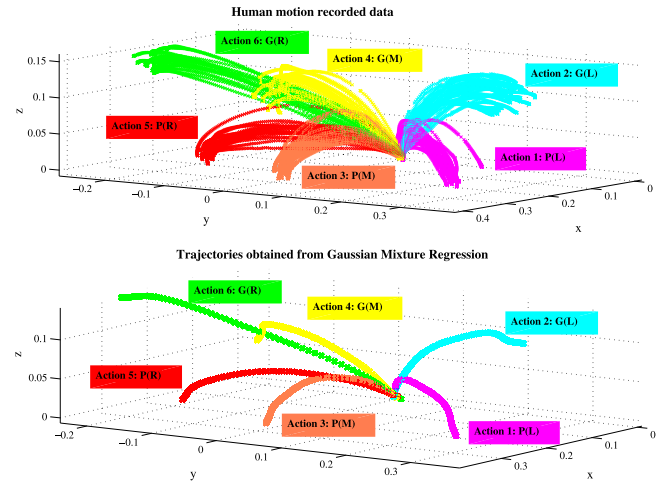 Human motion recorded data
Action 6: G(R)
Action 4: G(M)
Action 2: G(L)
Action 5: P(R)
Action 3: P(M)
Action 1: P(L)
0.15
0.1
0.05
0
z
−0.2
−0.1
0
0.1
0.2
0.3
y
0.4
0.3
0.2
0.1
0
x
Trajectories obtained from Gaussian Mixture Regression
Action 6: G(R)
Action 4: G(M)
Action 2: G(L)
Action 5: P(R)
Action 3: P(M)
Action 1: P(L)
0.1
0.05
0
z
−0.2
−0.1
0
0.1
0.2
0.3
y
0.3
0.2
0.1
0
x